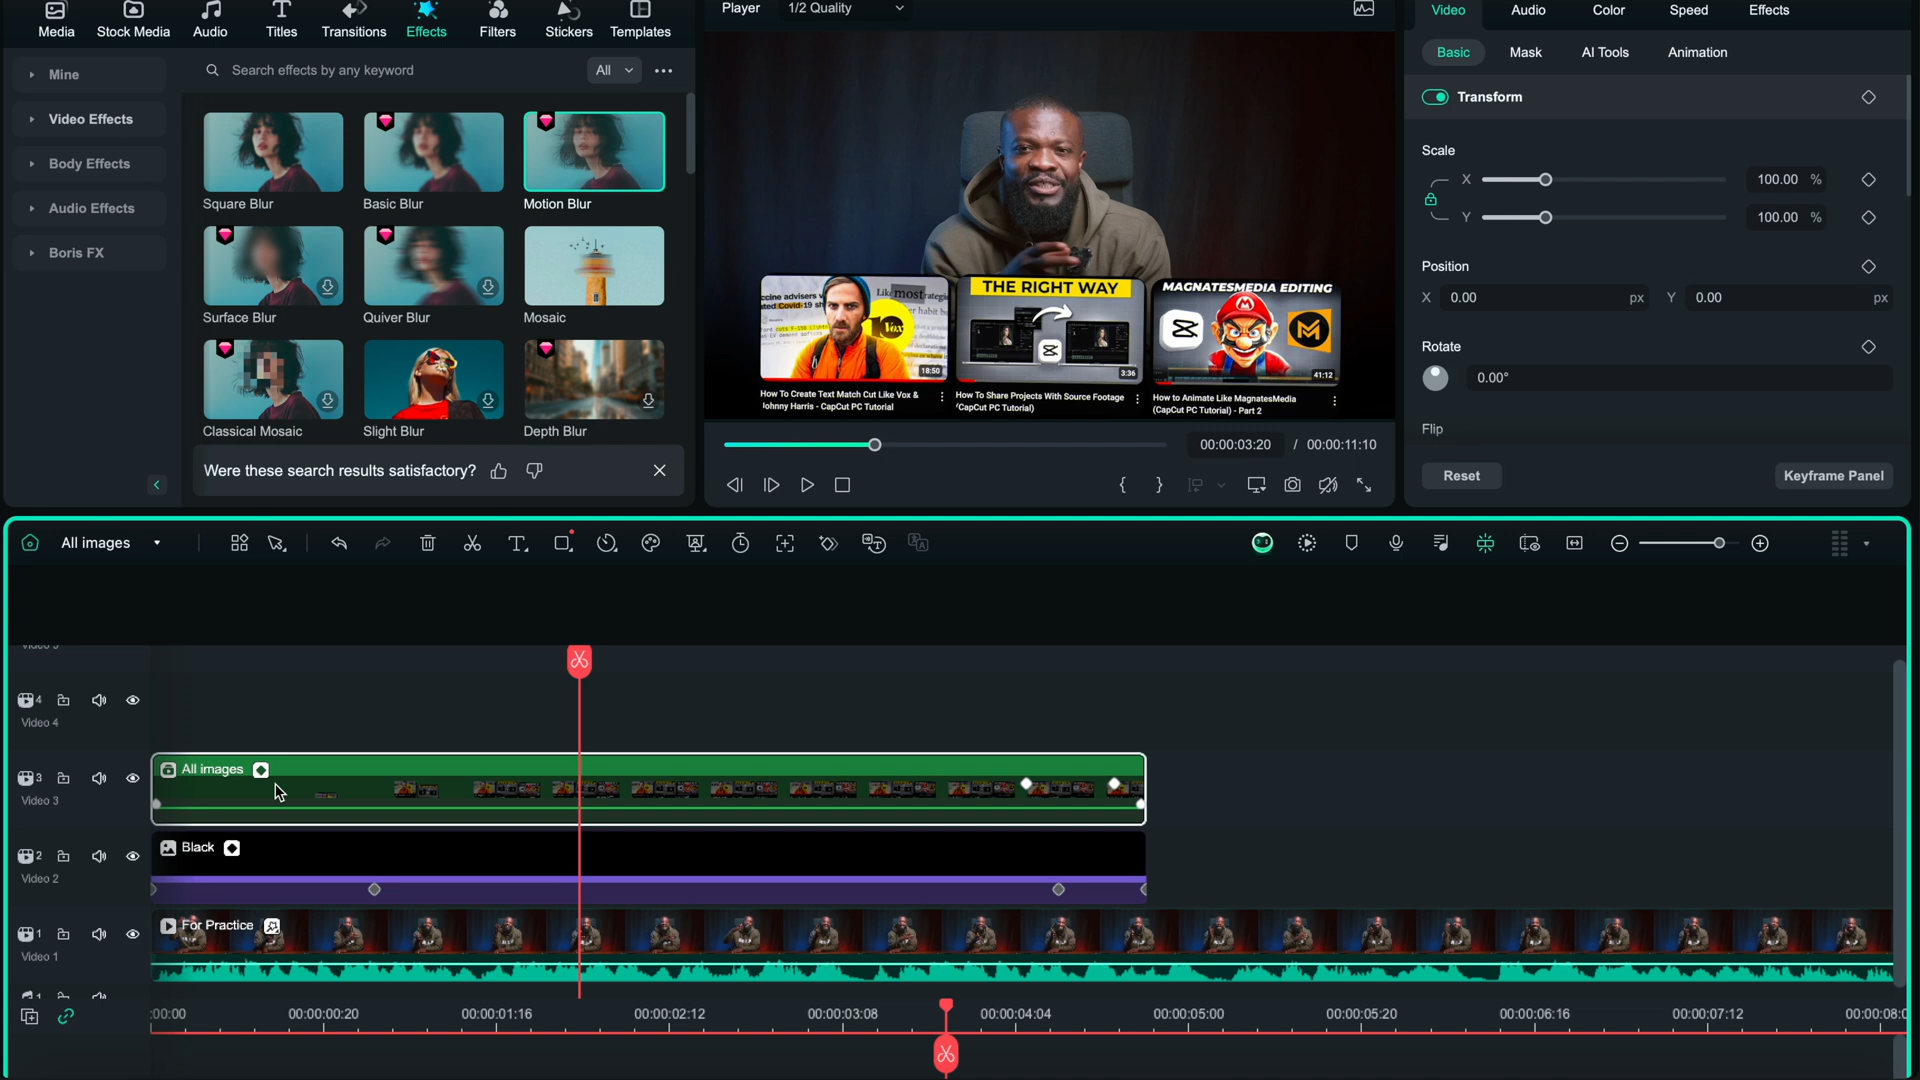 Media
Stock Media
Audio
Titles
Transitions
Effects
Filters
Stickers
Templates
Mine
Video Effects
Body Effects
Audio Effects
Boris FX
Search effects by any keyword
All
Square Blur
Basic Blur
Motion Blur
Surface Blur
Quiver Blur
Mosaic
Classical Mosaic
Slight Blur
Depth Blur
Were these search results satisfactory?
Player
1/2 Quality
ccine advisers
Like most
ted Covid-19
Vox
18:50
How To Create Text Match Cut Like Vox &
Johnny Harris - CapCut PC Tutorial
THE RIGHT WAY
3:36
How To Share Projects With Source Footage
(CapCut PC Tutorial)
MAGNATESMEDIA EDITING
41:12
How to Animate Like MagnatesMedia
(CapCut PC Tutorial) - Part 2
00:00:03:20 / 00:00:11:10
Video
Audio
Color
Speed
Effects
Basic
Mask
AI Tools
Animation
Transform
Scale
X 100.00 %
Y 100.00 %
Position
X 0.00 px Y 0.00 px
Rotate
0.00°
Flip
Reset
Keyframe Panel
All images
4
Video 4
3
Video 3
All images
2
Video 2
Black
1
Video 1
For Practice
1
:00:00
00:00:00:20
00:00:01:16
00:00:02:12
00:00:03:08
00:00:04:04
00:00:05:00
00:00:05:20
00:00:06:16
00:00:07:12
00:00:08:0